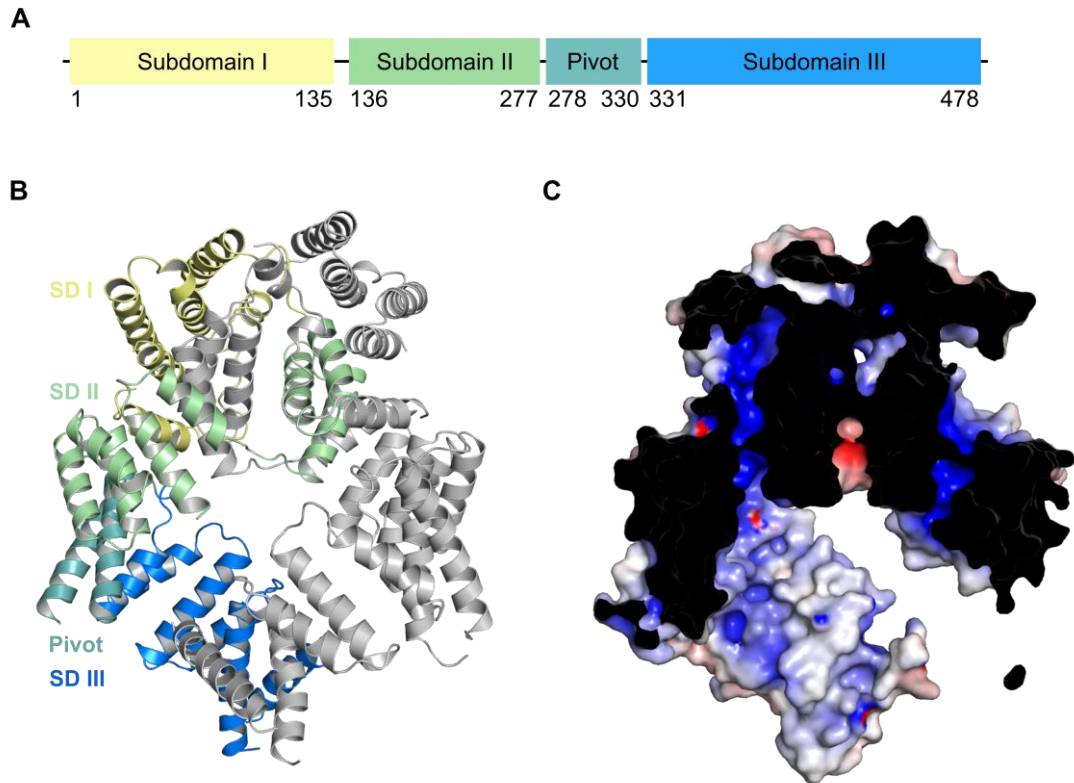 A
Subdomain I
Subdomain II
Pivot
Subdomain III
1 135 136 277 278 330 331 478
B
C
SD I
SD II
Pivot
SD III